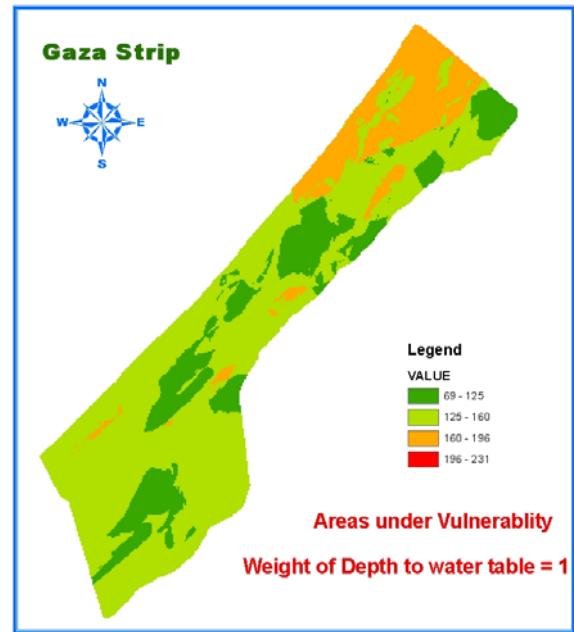 Gaza Strip
N
W E
S
Legend
VALUE
69 - 125
125 - 160
160 - 196
196 - 231
Areas under Vulnerablity
Weight of Depth to water table = 1